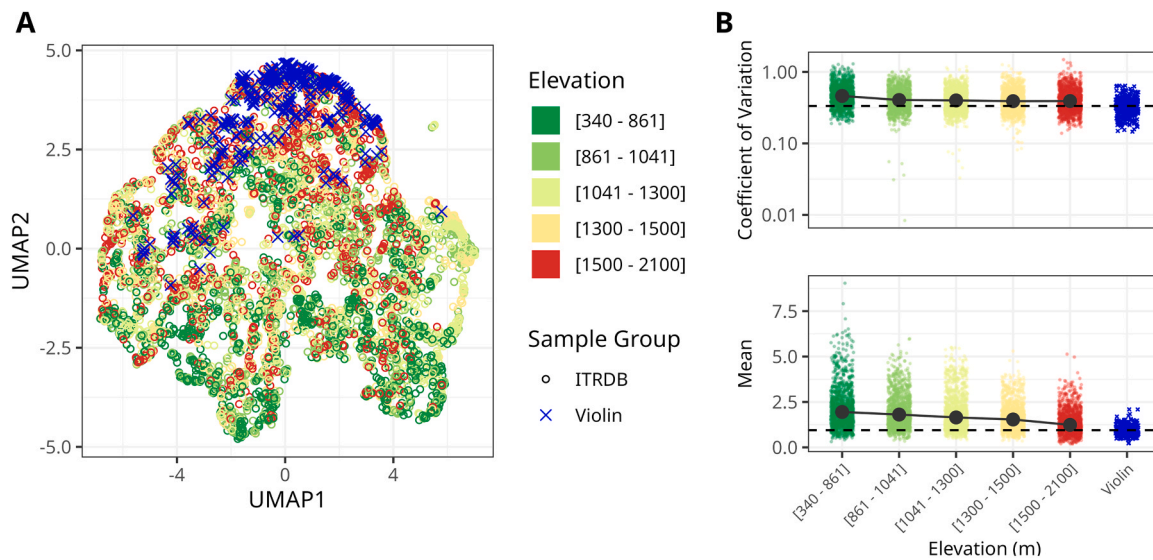 A
5.0
2.5
0.0
-2.5
-5.0
UMAP2
-4
0
4
UMAP1
Elevation
[340 - 861]
[861 - 1041]
[1041 - 1300]
[1300 - 1500]
[1500 - 2100]
Sample Group
ITRDB
Violin
B
Coefficient of Variation
1.00
0.10
0.01
Mean
7.5
5.0
2.5
0.0
[340 - 861]
[861 - 1041]
[1041 - 1300]
[1300 - 1500]
[1500 - 2100]
Violin
Elevation (m)